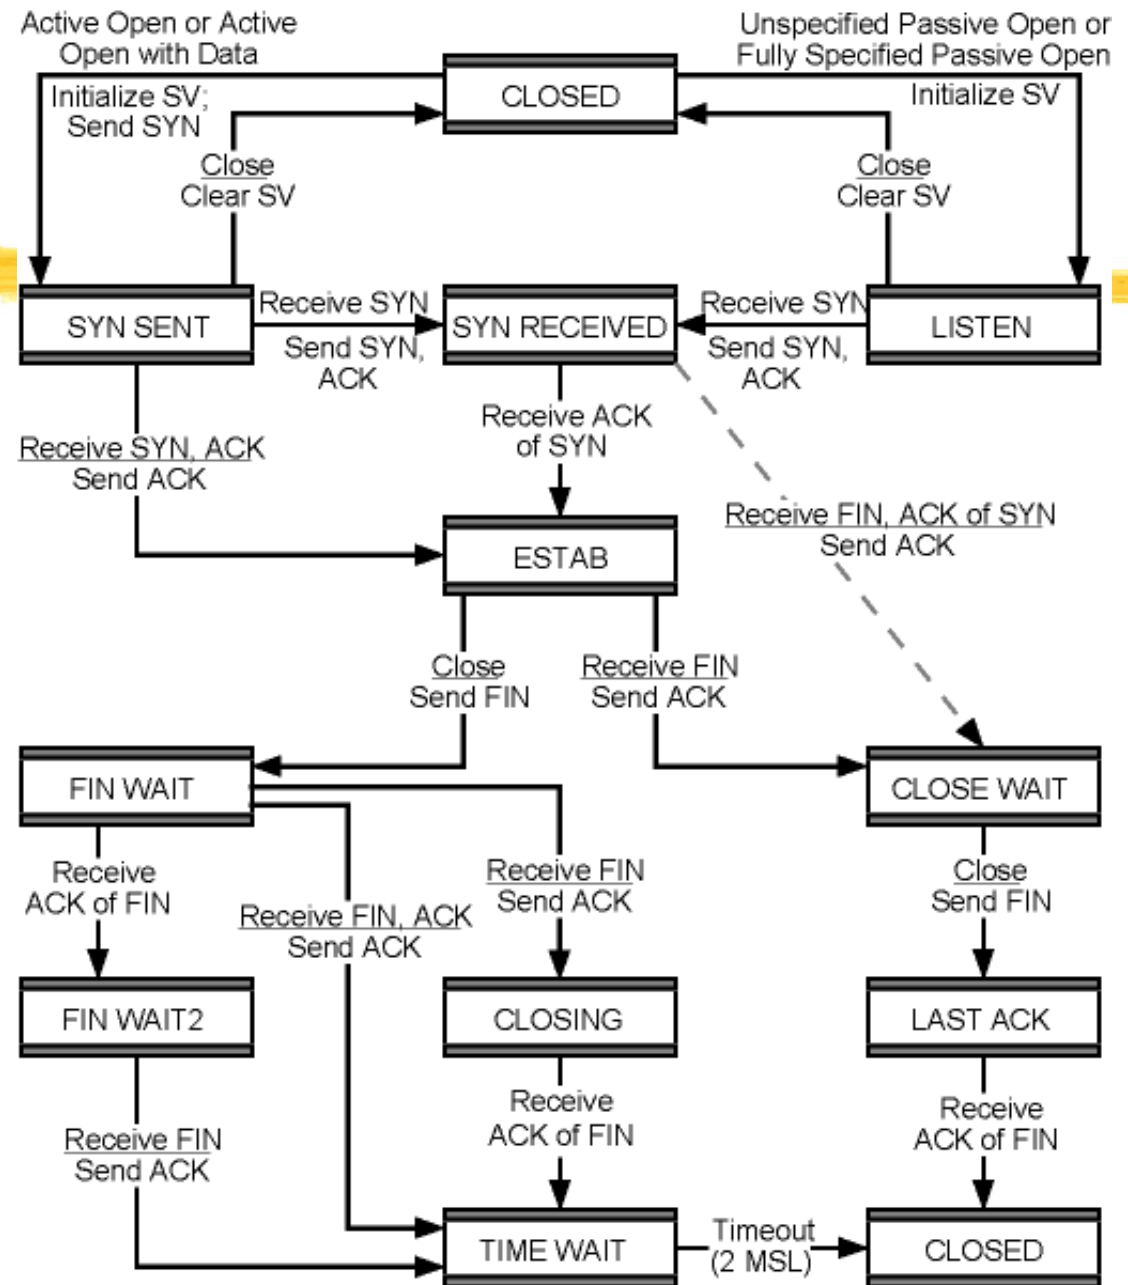 Active Open or Active
Open with Data
Unspecified Passive Open or
Fully Specified Passive Open
CLOSED
Initialize SV;
Send SYN
Initialize SV
Close
Clear SV
Close
Clear SV
SYN SENT
Receive SYN
Send SYN,
ACK
SYN RECEIVED
Receive SYN
Send SYN,
ACK
LISTEN
Receive SYN, ACK
Send ACK
Receive ACK
of SYN
Receive FIN, ACK of SYN
Send ACK
ESTAB
Close
Send FIN
Receive FIN
Send ACK
FIN WAIT
CLOSE WAIT
Receive
ACK of FIN
Receive FIN, ACK
Send ACK
Receive FIN
Send ACK
Close
Send FIN
FIN WAIT2
CLOSING
LAST ACK
Receive FIN
Send ACK
Receive
ACK of FIN
Receive
ACK of FIN
TIME WAIT
Timeout
(2 MSL)
CLOSED